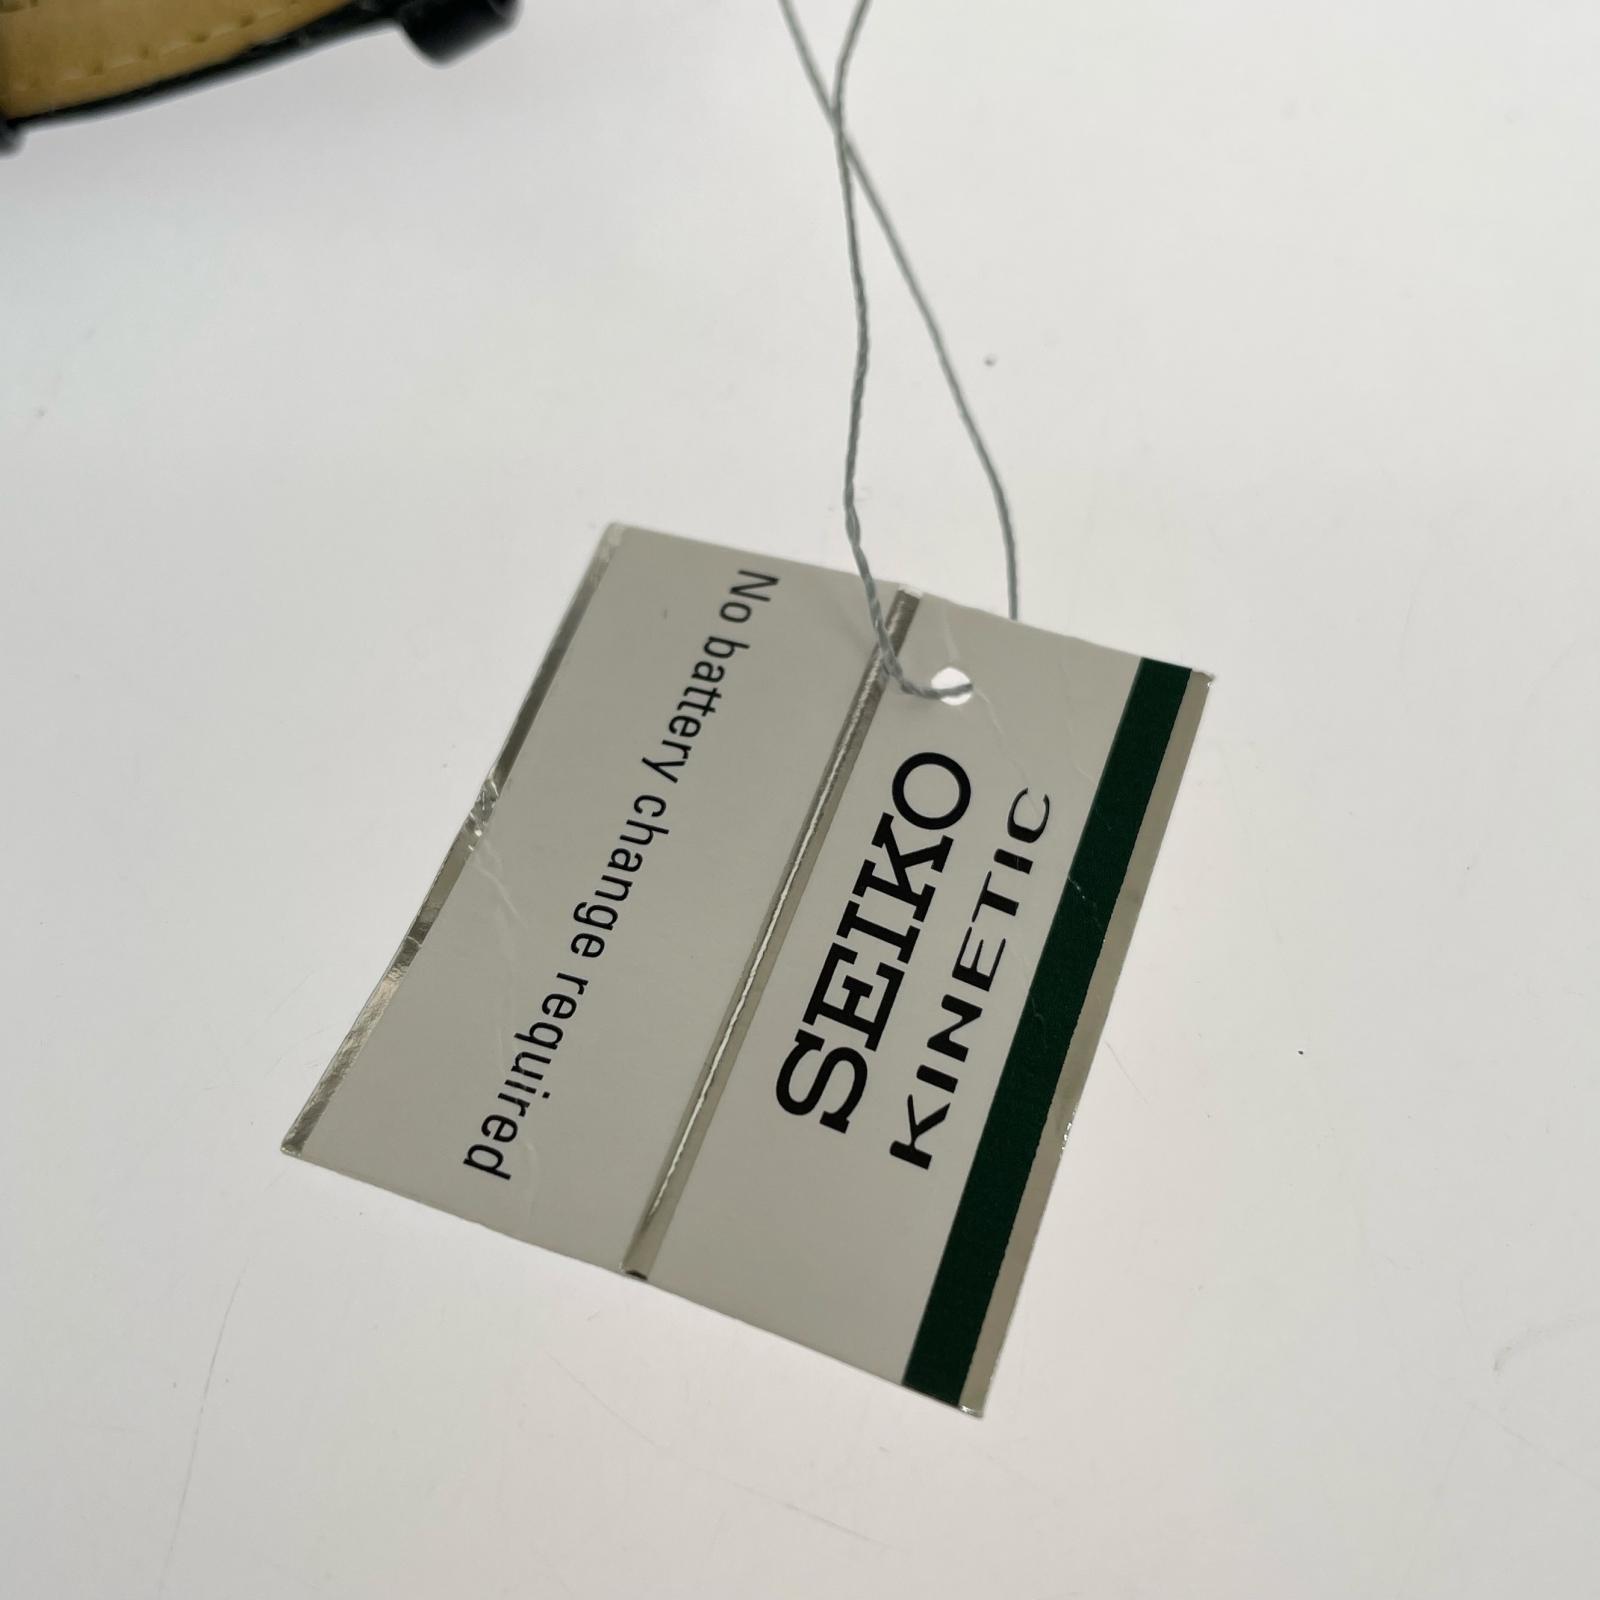 SEIKO
KINETIC
No battery change required